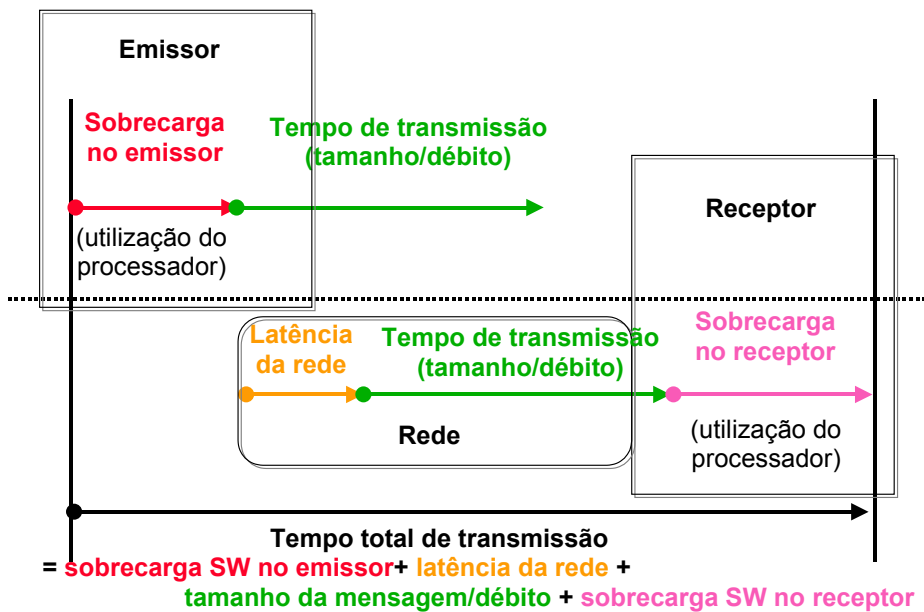 Emissor
Sobrecarga
no emissor
Tempo de transmissão
(tamanho/débito)
(utilização do
processador)
Receptor
Latência
da rede
Tempo de transmissão
(tamanho/débito)
Sobrecarga
no receptor
Rede
(utilização do
processador)
Tempo total de transmissão
= sobrecarga SW no emissor+ latência da rede +
tamanho da mensagem/débito + sobrecarga SW no receptor